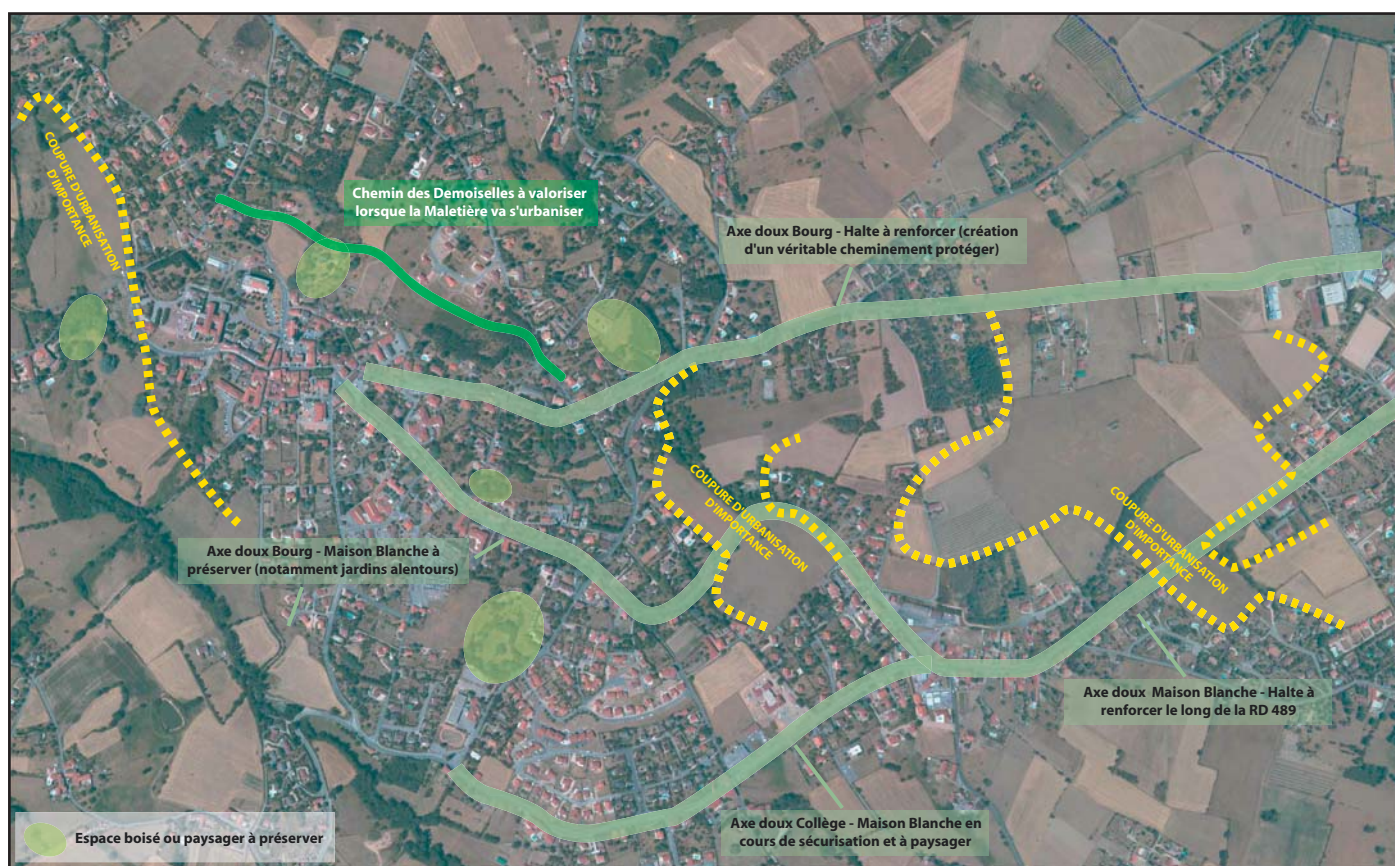 COUPURE D'URBANISATION
D'IMPORTANCE
Chemin des Demoiselles à valoriser
lorsque la Maletière va s'urbaniser
Axe doux Bourg - Halte à renforcer (création
d'un véritable cheminement protéger)
COUPURE D'URBANISATION
D'IMPORTANCE
COUPURE D'URBANISATION
D'IMPORTANCE
Axe doux Bourg - Maison Blanche à
préserver (notamment jardins alentours)
Axe doux Maison Blanche - Halte à
renforcer le long de la RD 489
Axe doux Collège - Maison Blanche en
cours de sécurisation et à paysager
Espace boisé ou paysager à préserver